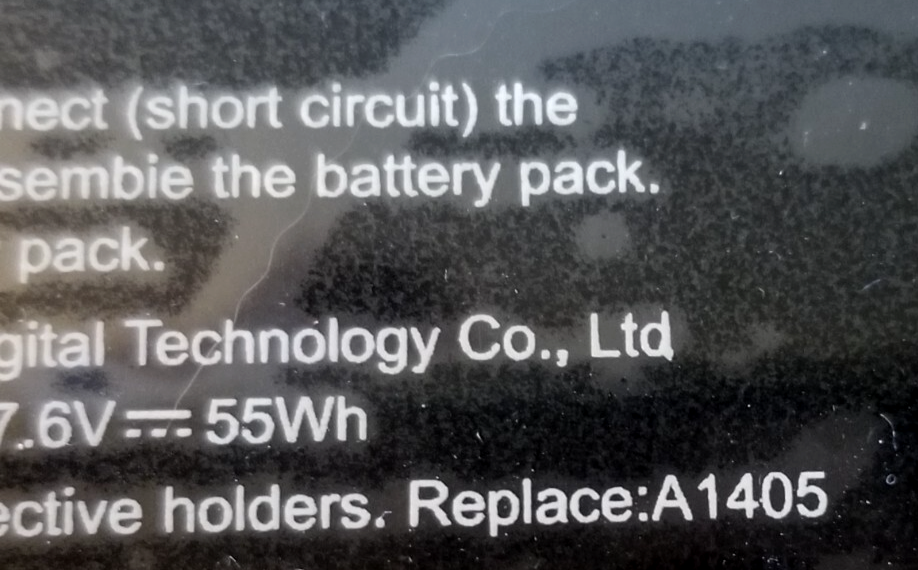 nect (short circuit) the
sembie the battery pack.
pack.
gital Technology Co., Ltd
7.6V⎓55Wh
ective holders. Replace:A1405